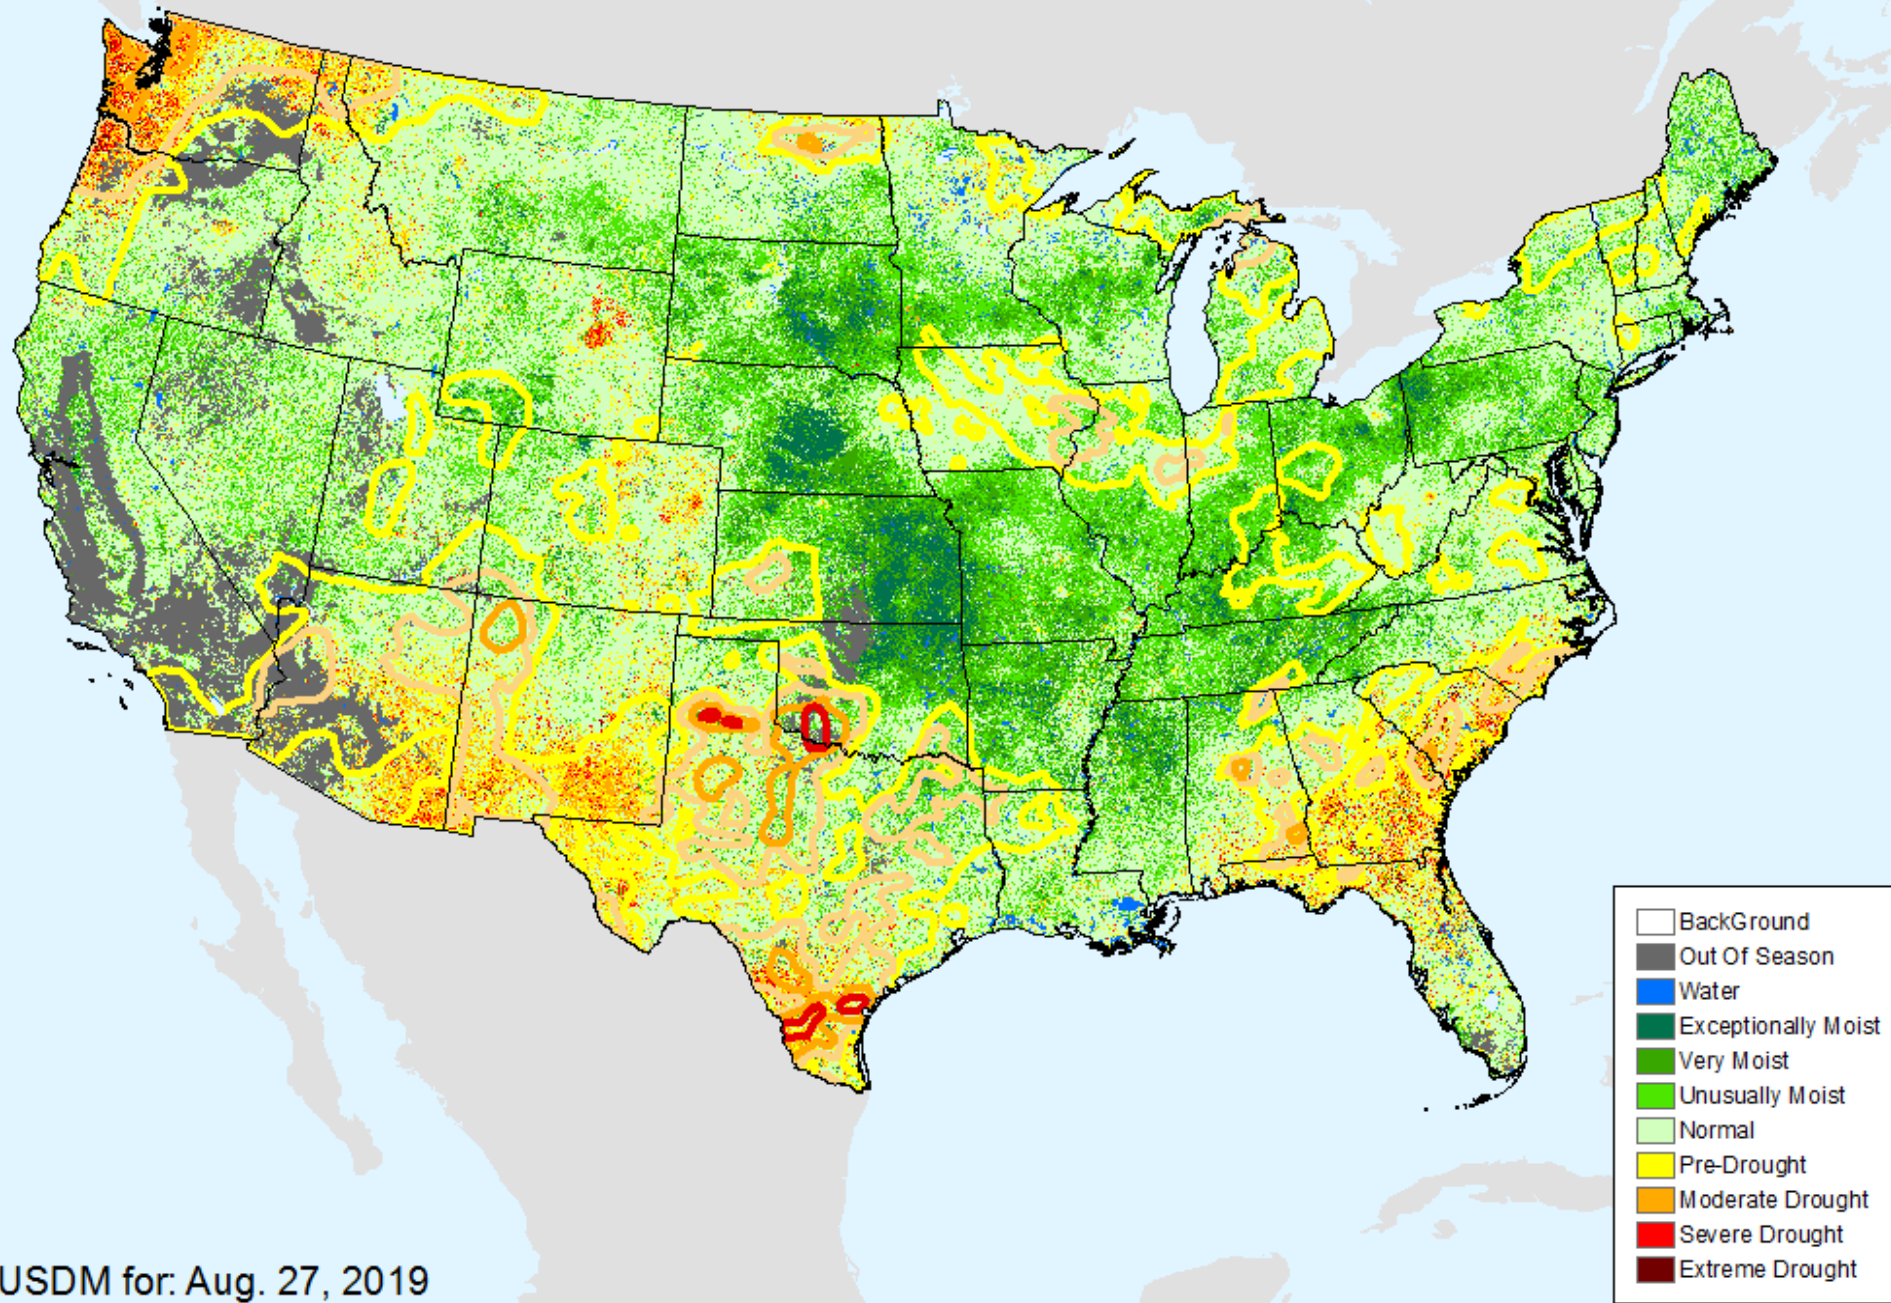 BackGround
Out Of Season
Water
Exceptionally Moist
Very Moist
Unusually Moist
Normal
Pre-Drought
Moderate Drought
Severe Drought
Extreme Drought
USDM for: Aug. 27, 2019